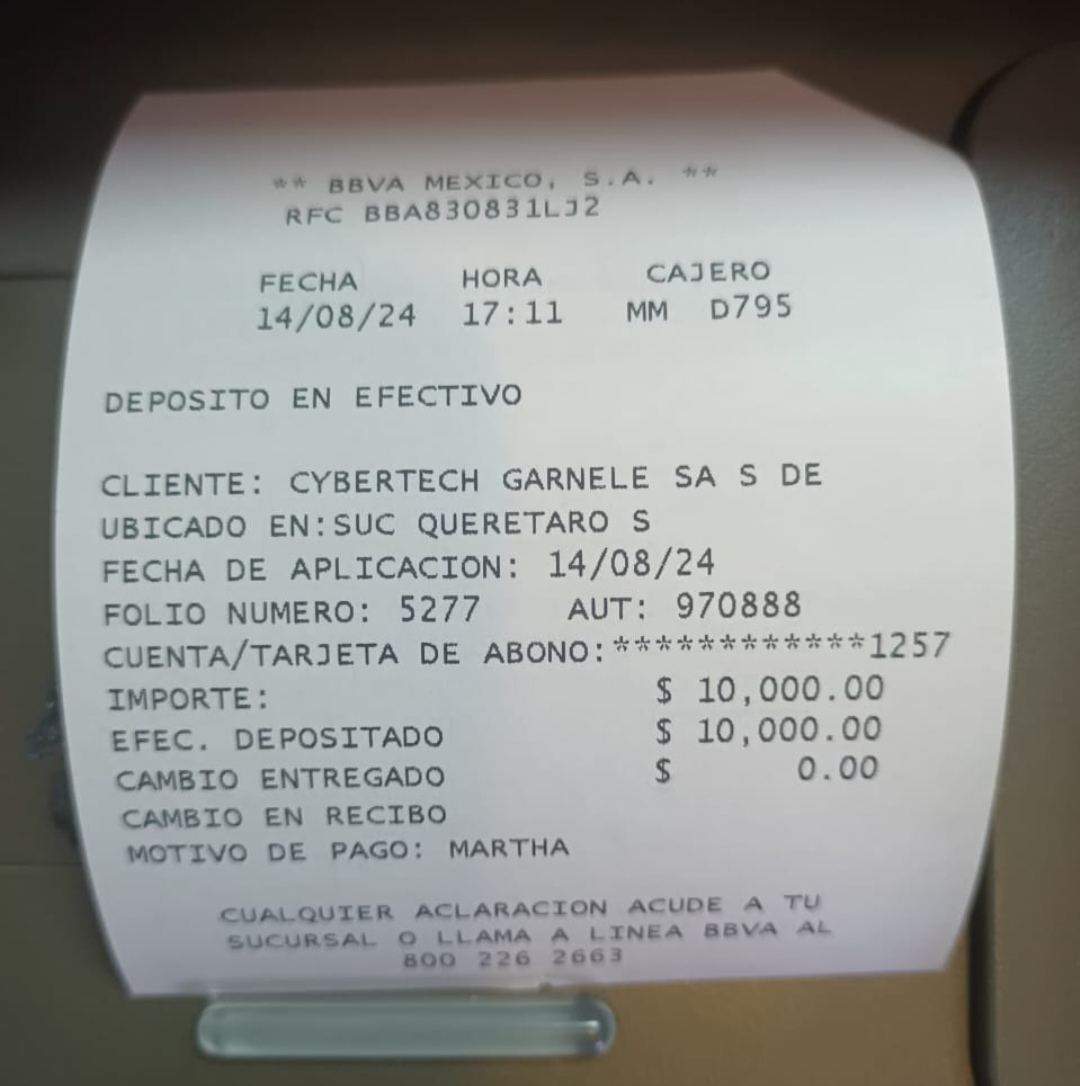 ** BBVA MEXICO, S.A. **
RFC BBA830831LJ2
FECHA HORA CAJERO
14/08/24 17:11 MM D795
DEPOSITO EN EFECTIVO
CLIENTE: CYBERTECH GARNELE SA S DE
UBICADO EN:SUC QUERETARO S
FECHA DE APLICACION: 14/08/24
FOLIO NUMERO: 5277 AUT: 970888
CUENTA/TARJETA DE ABONO:************1257
IMPORTE: $ 10,000.00
EFEC. DEPOSITADO $ 10,000.00
CAMBIO ENTREGADO $ 0.00
CAMBIO EN RECIBO
MOTIVO DE PAGO: MARTHA
CUALQUIER ACLARACION ACUDE A TU
SUCURSAL O LLAMA A LINEA BBVA AL
800 226 2663